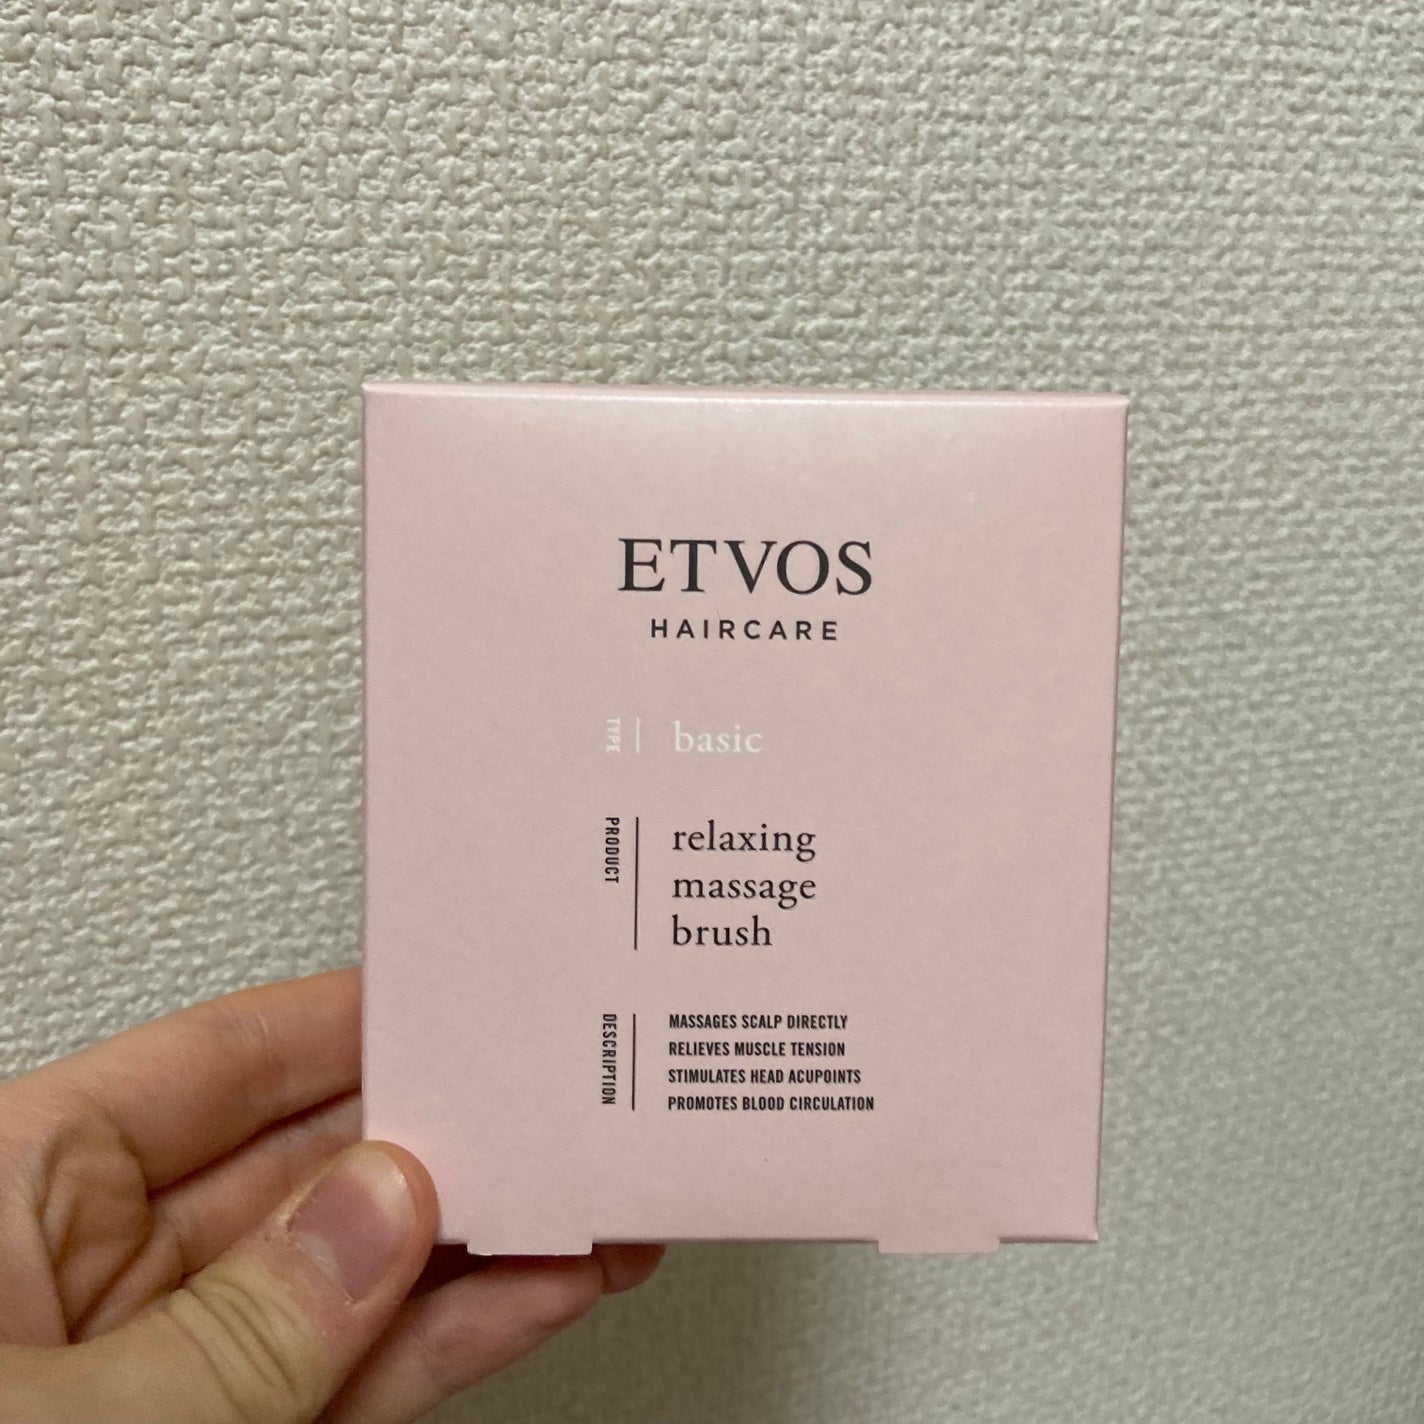 ETVOS
HAIRCARE
TYPE
basic
PRODUCT
relaxing
massage
brush
DESCRIPTION
MASSAGES SCALP DIRECTLY
RELIEVES MUSCLE TENSION
STIMULATES HEAD ACUPOINTS
PROMOTES BLOOD CIRCULATION